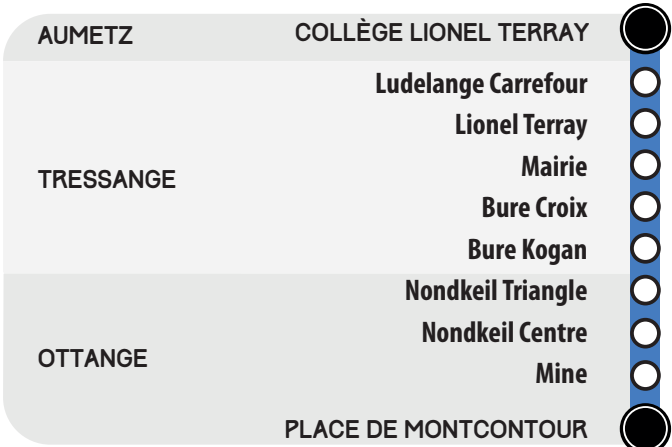 AUMETZ COLLÈGE LIONEL TERRAY
Ludelange Carrefour
Lionel Terray
Mairie
TRESSANGE
Bure Croix
Bure Kogan
Nondkeil Triangle
Nondkeil Centre
OTTANGE
Mine
PLACE DE MONTCONTOUR